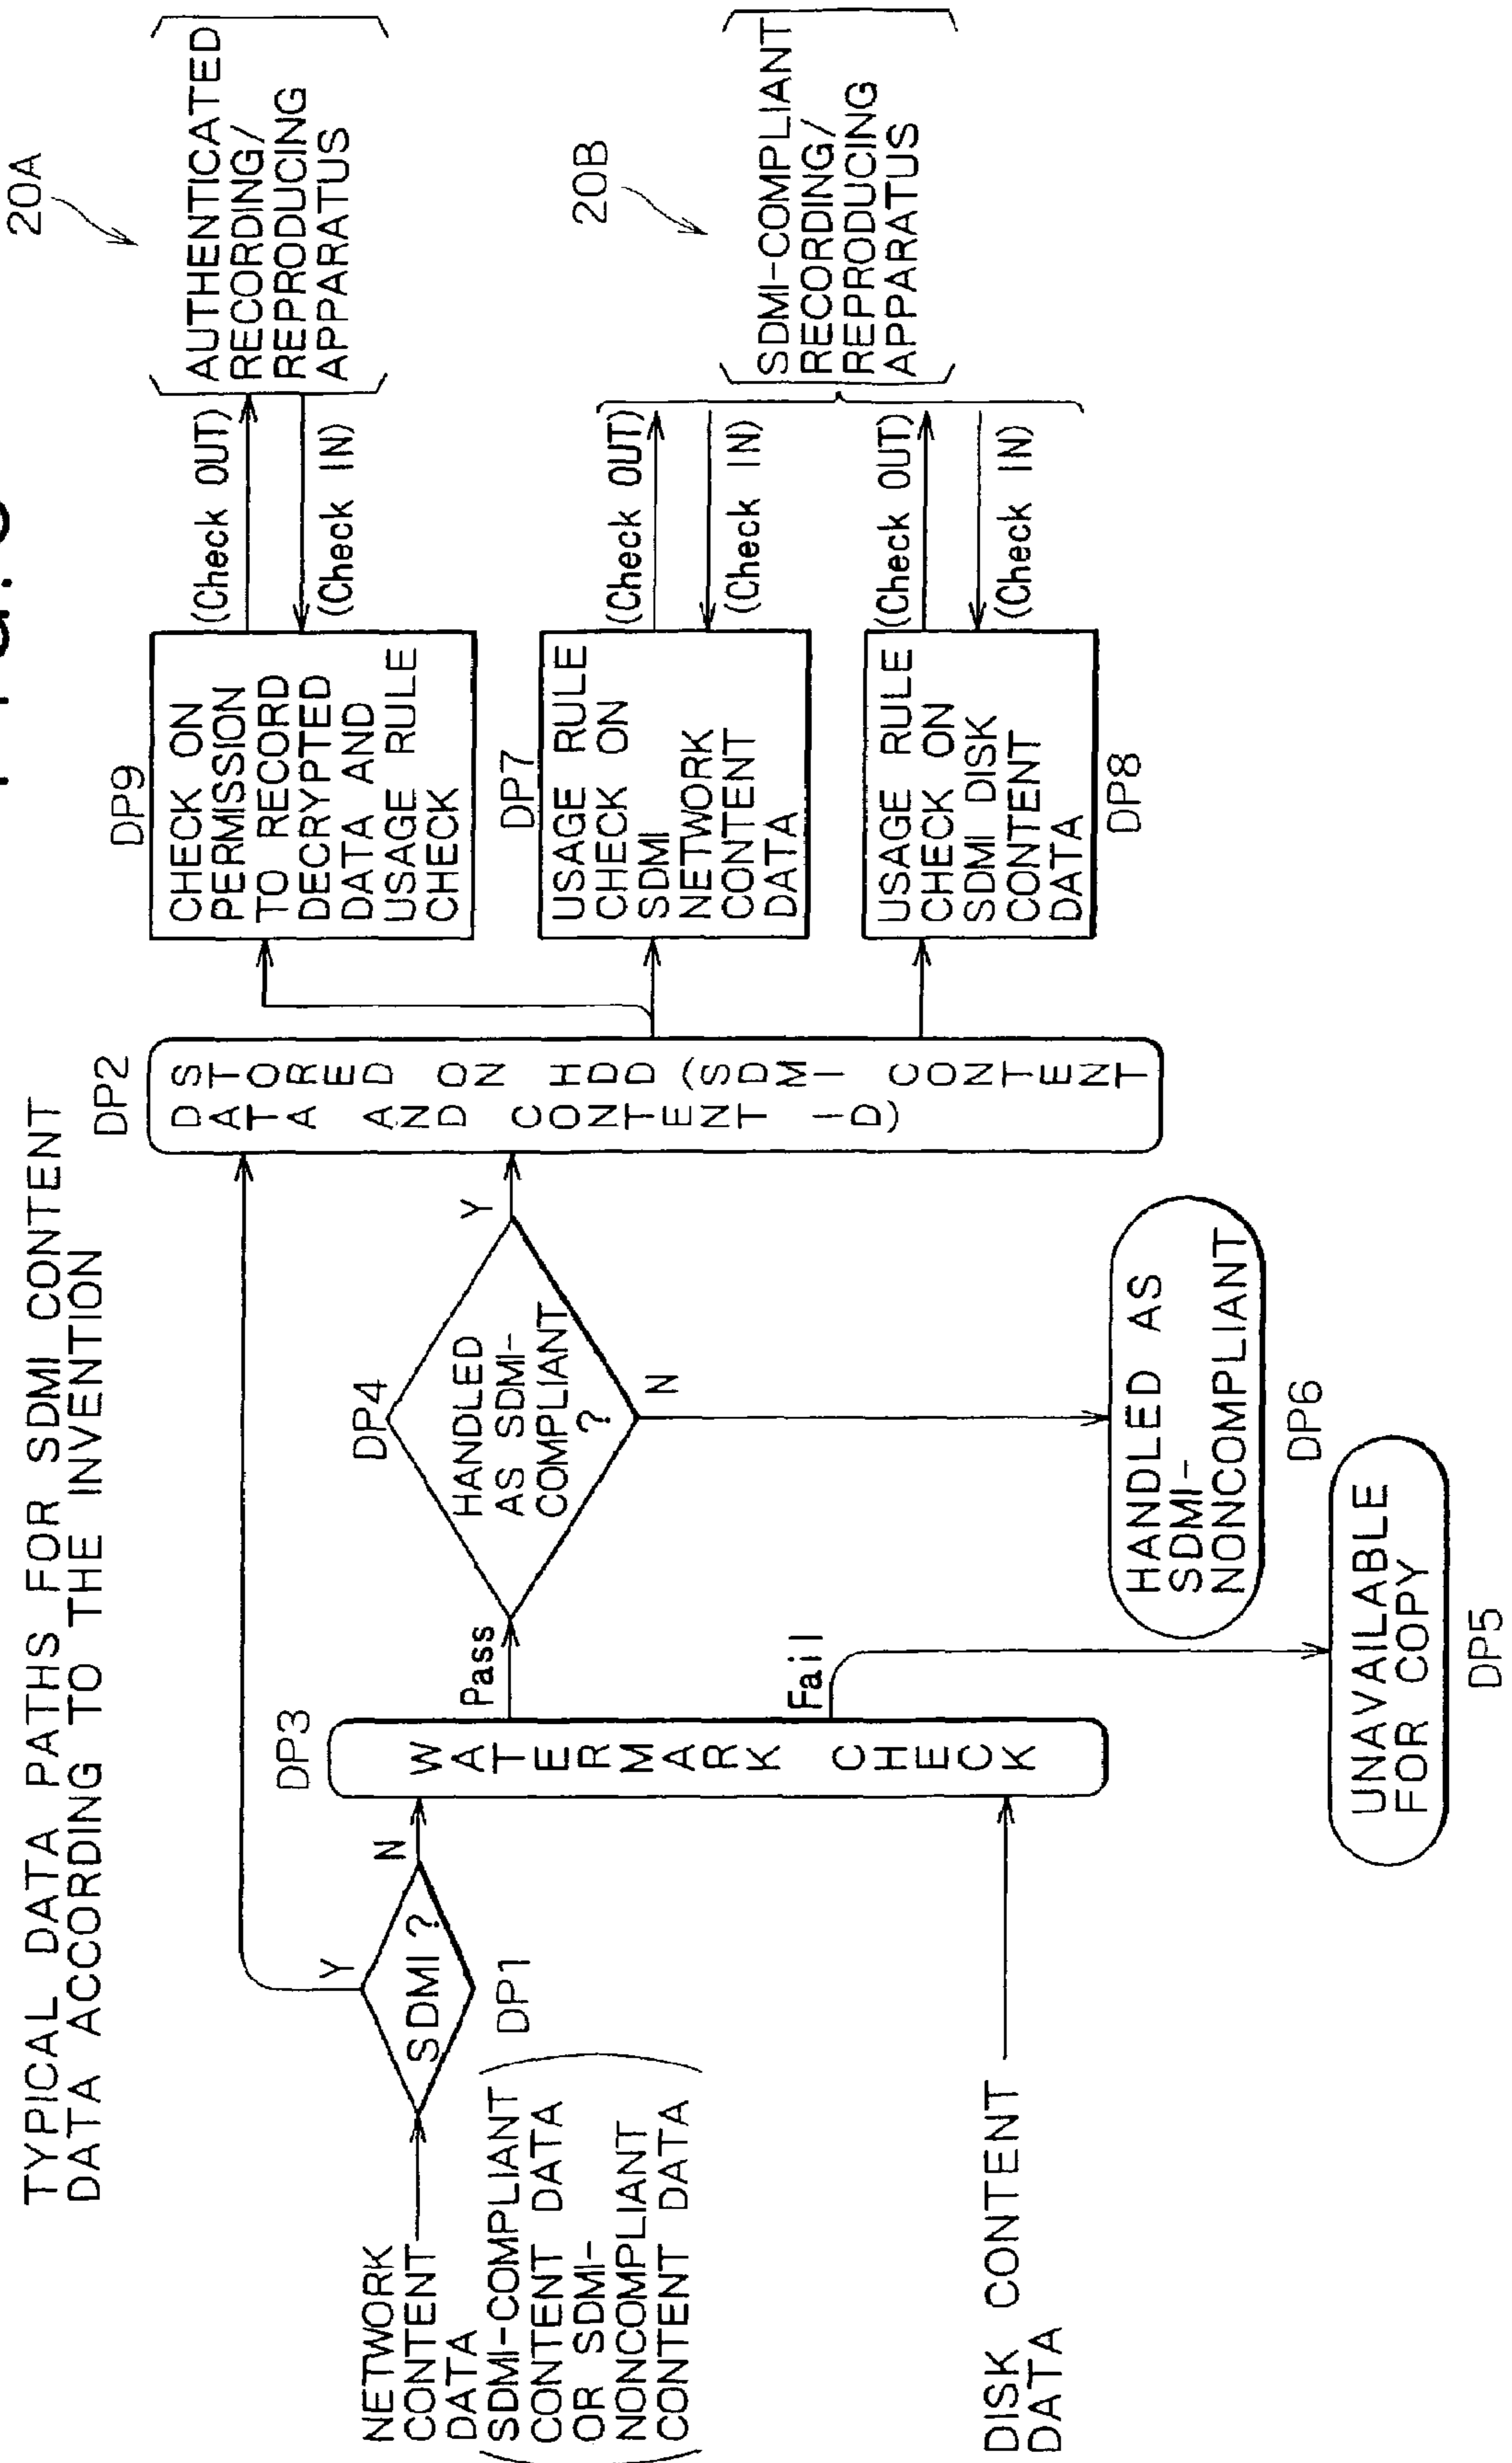 TYPICAL DATA PATHS FOR SDMI CONTENT
DATA ACCORDING TO THE INVENTION
NETWORK
CONTENT
DATA
SDMI-COMPLIANT
CONTENT DATA
OR SDMI-
NONCOMPLIANT
CONTENT DATA
DISK CONTENT
DATA
SDMI?
DP1
Y
N
DP3
WATERMARK CHECK
Pass
Fail
DP4
HANDLED
AS SDMI-
COMPLIANT
?
Y
N
UNAVAILABLE
FOR COPY
DP5
HANDLED AS
SDMI-
NONCOMPLIANT
DP6
DP2
STORED ON HDD (SDMI CONTENT
DATA AND CONTENT ID)
DP9
CHECK ON
PERMISSION
TO RECORD
DECRYPTED
DATA AND
USAGE RULE
CHECK
(Check OUT)
(Check IN)
DP7
USAGE RULE
CHECK ON
SDMI
NETWORK
CONTENT
DATA
(Check OUT)
(Check IN)
USAGE RULE
CHECK ON
SDMI DISK
CONTENT
DATA
DP8
(Check OUT)
(Check IN)
20A
AUTHENTICATED
RECORDING/
REPRODUCING
APPARATUS
20B
SDMI-COMPLIANT
RECORDING/
REPRODUCING
APPARATUS